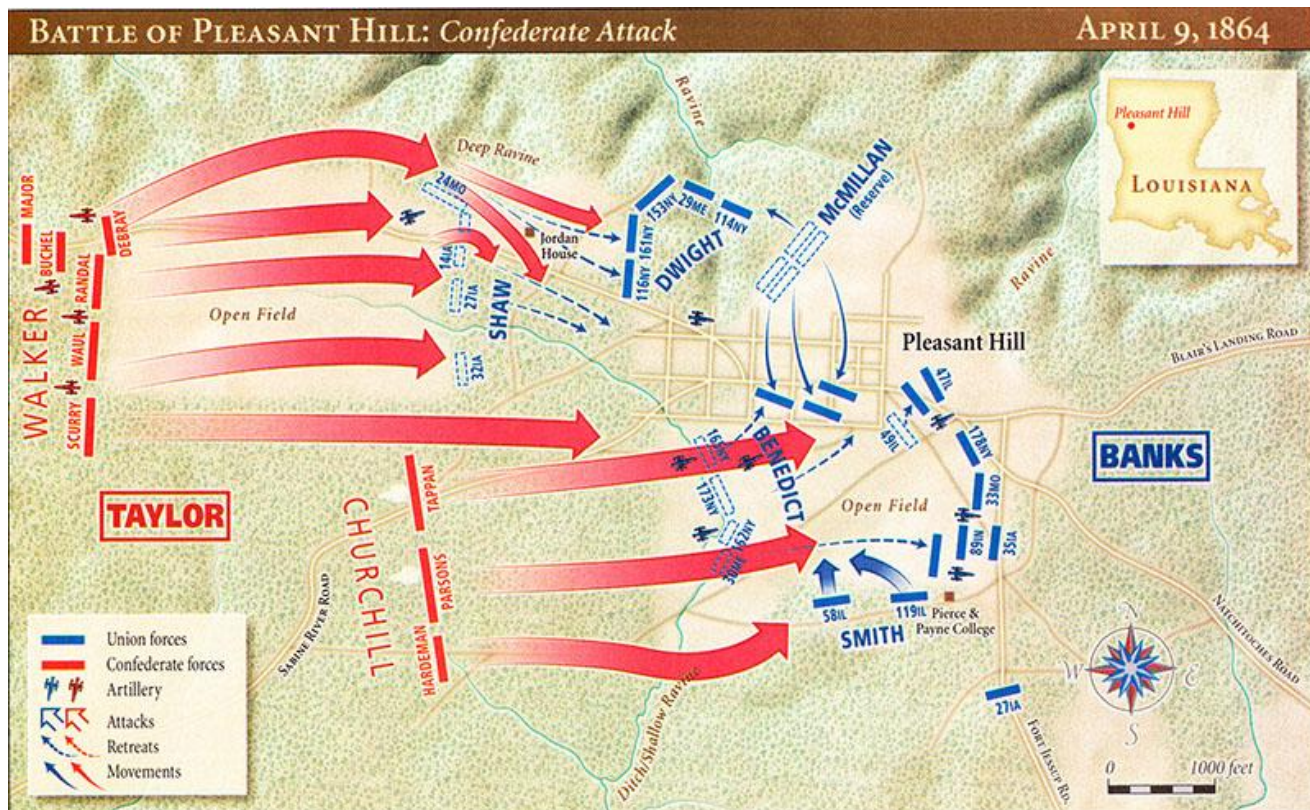 BATTLE OF PLEASANT HILL: Confederate Attack
APRIL 9, 1864
Pleasant Hill
LOUISIANA
Ravine
Deep Ravine
Ravine
McMILLAN
(Reserve)
24MO
153NY
29ME
114NY
161NY
116NY
DWIGHT
Jordan
House
MAJOR
BUCHEL
DEBRAY
RANDAL
WAUL
SCURRY
WALKER
Open Field
14IA
27IA
32IA
SHAW
Pleasant Hill
BLAIR'S LANDING ROAD
47IL
49IL
178NY
33MO
89IN
35IA
BANKS
165NY
173NY
162NY
30ME
BENEDICT
Open Field
TAYLOR
CHURCHILL
TAPPAN
PARSONS
HARDEMAN
58IL
119IL
SMITH
Pierce &
Payne College
SABINE RIVER ROAD
Ditch/Shallow Ravine
27IA
FORT JESSUP RD.
NATCHITOCHES ROAD
Union forces
Confederate forces
Artillery
Attacks
Retreats
Movements
N
W
E
S
0 1000 feet